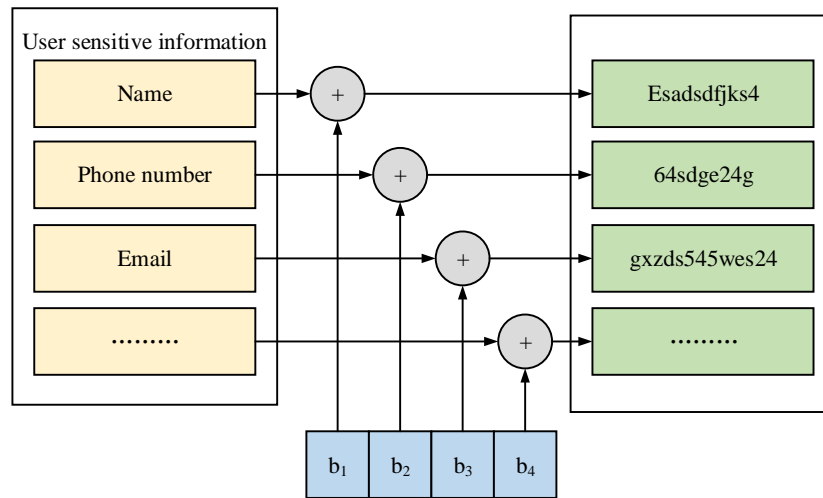 User sensitive information
Name
+
Esadsdfjks4
Phone number
+
64sdge24g
Email
+
gxzds545wes24
………
+
………
b₁ b₂ b₃ b₄